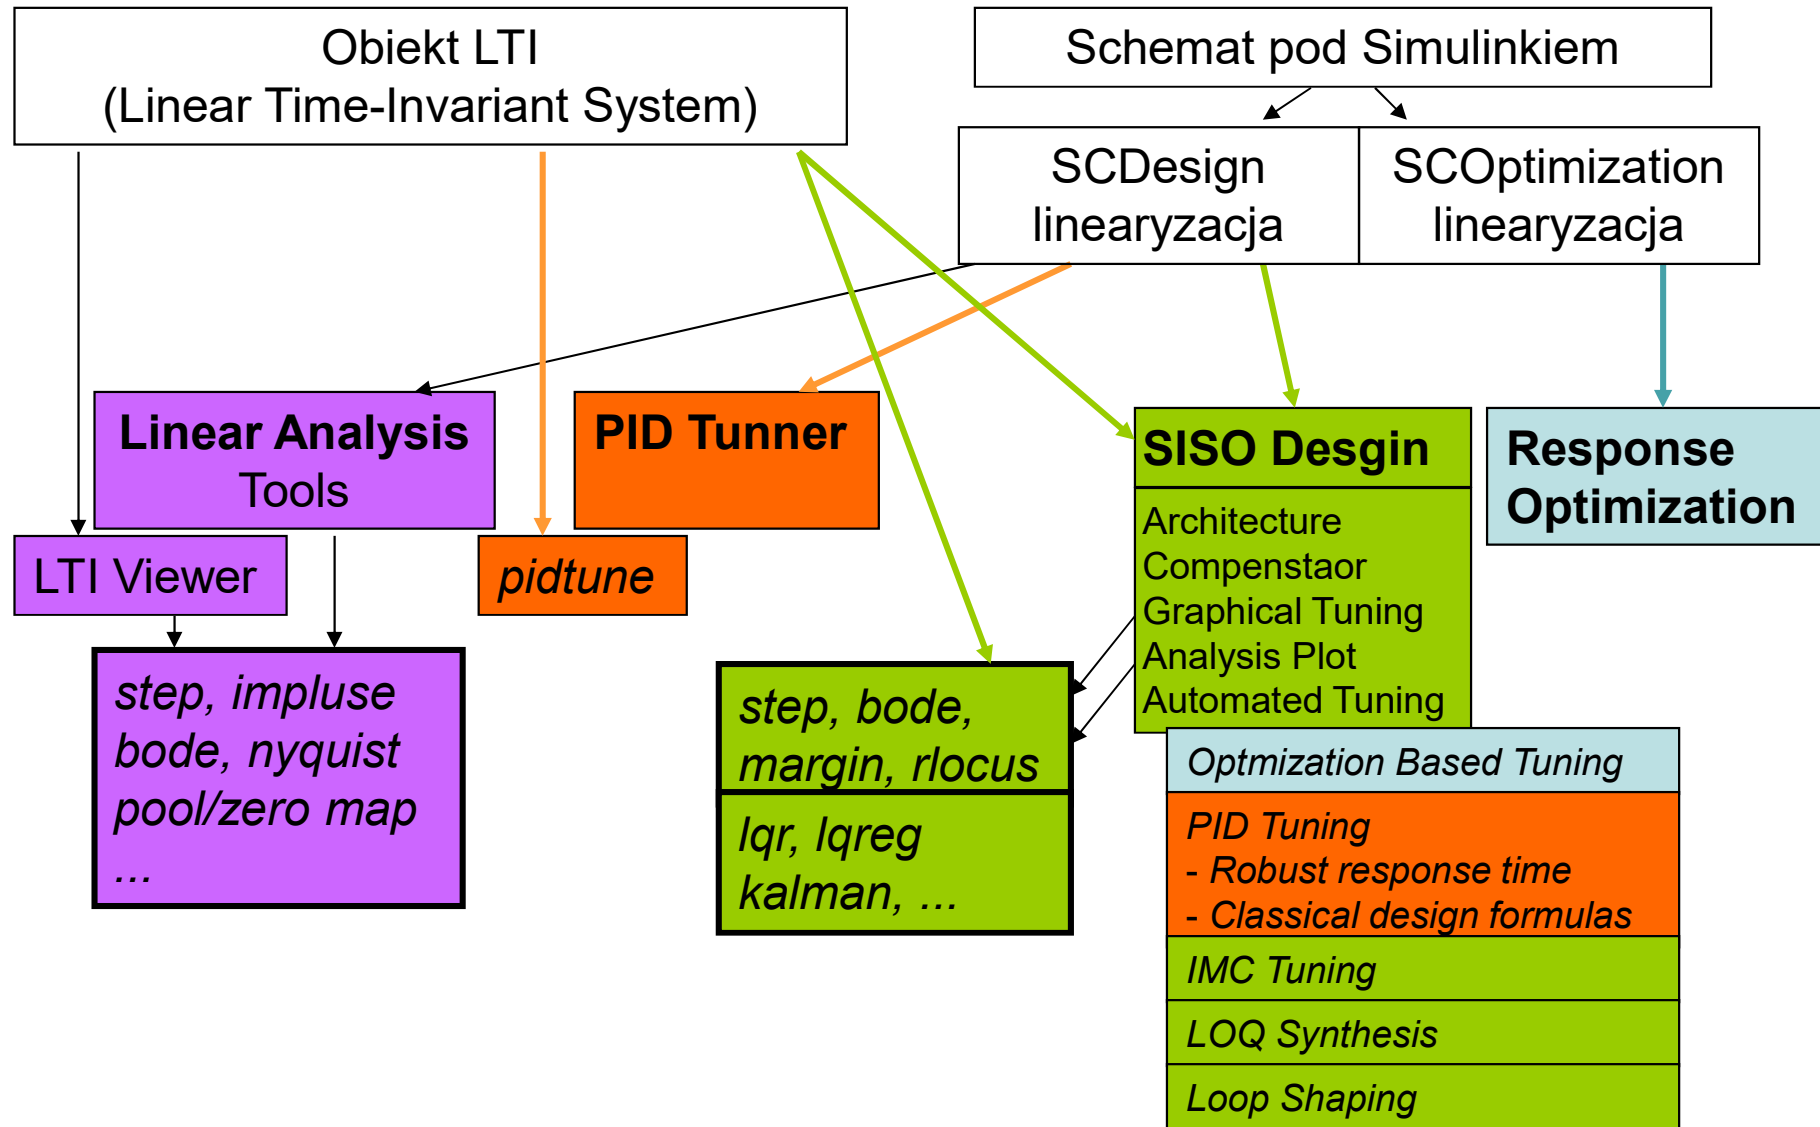 Obiekt LTI
(Linear Time-Invariant System)
Schemat pod Simulinkiem
SCDesign
linearyzacja
SCOptimization
linearyzacja
Linear Analysis
Tools
PID Tunner
SISO Desgin
Architecture
Compenstaor
Graphical Tuning
Analysis Plot
Automated Tuning
Response
Optimization
LTI Viewer
pidtune
step, impluse
bode, nyquist
pool/zero map
...
step, bode,
margin, rlocus
lqr, lqreg
kalman, ...
Optmization Based Tuning
PID Tuning
- Robust response time
- Classical design formulas
IMC Tuning
LOQ Synthesis
Loop Shaping